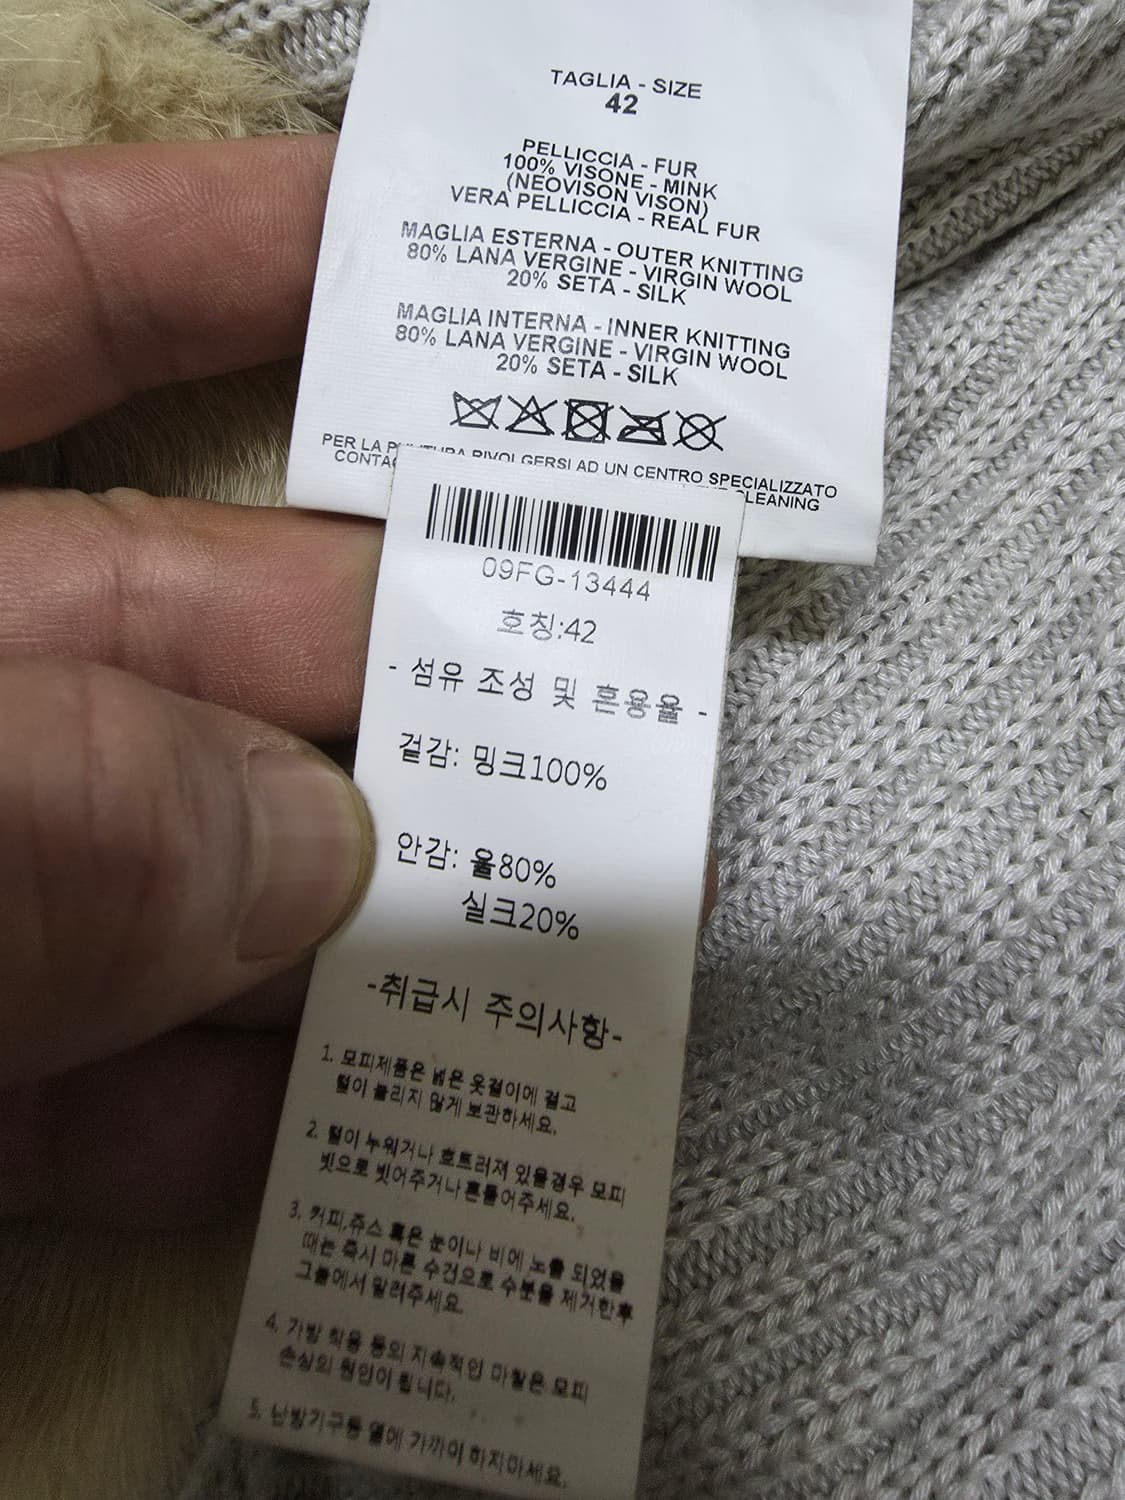 TAGLIA - SIZE
42
PELLICCIA - FUR
100% VISONE - MINK
(NEOVISON VISON)
VERA PELLICCIA - REAL FUR
MAGLIA ESTERNA - OUTER KNITTING
80% LANA VERGINE - VIRGIN WOOL
20% SETA - SILK
MAGLIA INTERNA - INNER KNITTING
80% LANA VERGINE - VIRGIN WOOL
20% SETA - SILK
PER LA RIVOLGERSI AD UN CENTRO SPECIALIZZATO
CLEANING
09FG-13444
호칭:42
- 섬유 조성 및 혼용율 -
겉감: 밍크100%
안감: 울80%
실크20%
-취급시 주의사항-
1. 모피제품은 넓은 옷걸이에 걸고
털이 눌리지 않게 보관하세요.
2. 털이 누워거나 흐트러져 있을경우 모피
빗으로 빗어주거나 흔들어주세요.
3. 커피,쥬스 혹은 눈이나 비에 노출 되었을
때는 즉시 마른 수건으로 수분을 제거한후
그늘에서 말려주세요.
4. 가방 착용 등의 지속적인 마찰은 모피
손상의 원인이 됩니다.
5. 난방기구등 열에 가까이 하지마세요.